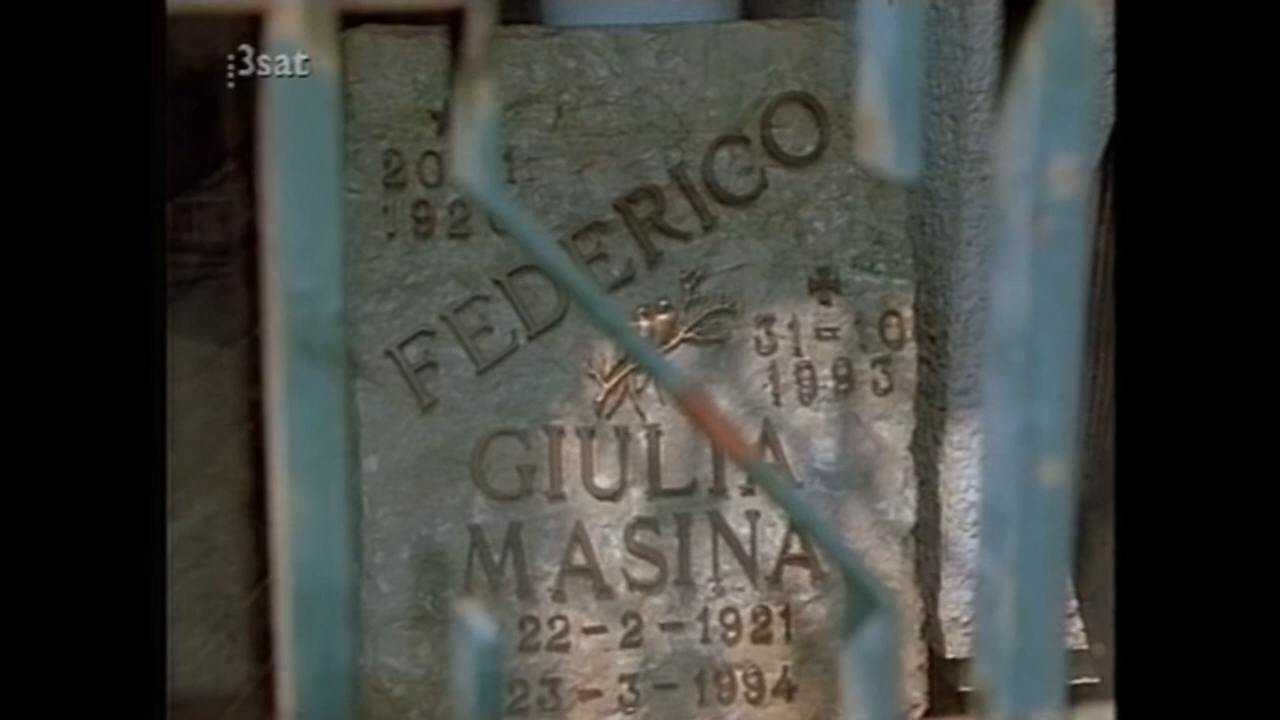 3sat
FEDERICO
31-10
1993
GIULIA
MASINA
22-2-1921
23-3-1994